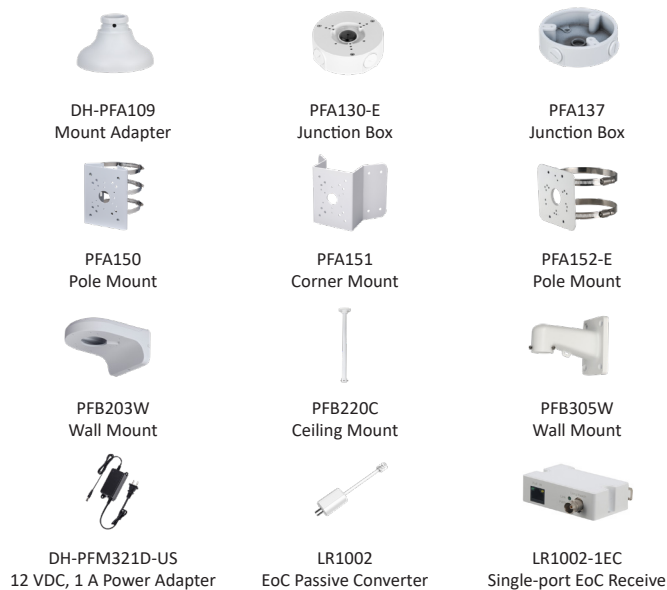 DH-PFA109
Mount Adapter
PFA130-E
Junction Box
PFA137
Junction Box
PFA150
Pole Mount
PFA151
Corner Mount
PFA152-E
Pole Mount
PFB203W
Wall Mount
PFB220C
Ceiling Mount
PFB305W
Wall Mount
DH-PFM321D-US
12 VDC, 1 A Power Adapter
LR1002
EoC Passive Converter
LR1002-1EC
Single-port EoC Receive